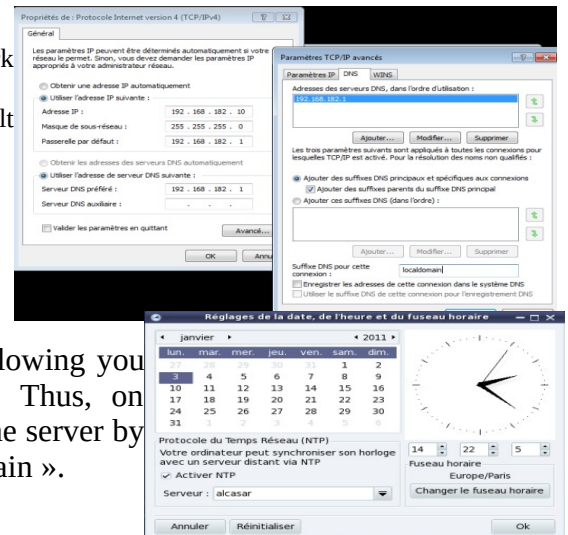 Propriétés de : Protocole Internet version 4 (TCP/IPv4)
Général
Les paramètres IP peuvent être déterminés automatiquement si votre
réseau le permet. Sinon, vous devez demander les paramètres IP
appropriés à votre administrateur réseau.
Obtenir une adresse IP automatiquement
Utiliser l'adresse IP suivante :
Adresse IP : 192 . 168 . 182 . 10
Masque de sous-réseau : 255 . 255 . 255 . 0
Passerelle par défaut : 192 . 168 . 182 . 1
Obtenir les adresses des serveurs DNS automatiquement
Utiliser l'adresse de serveur DNS suivante :
Serveur DNS préféré : 192 . 168 . 182 . 1
Serveur DNS auxiliaire : . . .
Valider les paramètres en quittant
Avancé...
OK
Annu
rk
lt
Paramètres TCP/IP avancés
Paramètres IP DNS WINS
Adresses des serveurs DNS, dans l'ordre d'utilisation :
192.168.182.1
Ajouter... Modifier... Supprimer
Les trois paramètres suivants sont appliqués à toutes les connexions pour
lesquelles TCP/IP est activé. Pour la résolution des noms non qualifiés :
Ajouter des suffixes DNS principaux et spécifiques aux connexions
Ajouter des suffixes parents du suffixe DNS principal
Ajouter ces suffixes DNS (dans l'ordre) :
Ajouter... Modifier... Supprimer
Suffixe DNS pour cette
connexion :
localdomain
Enregistrer les adresses de cette connexion dans le système DNS
Utiliser le suffixe DNS de cette connexion pour l'enregistrement DNS
lowing you
Thus, on
ne server by
ain ».
Réglages de la date, de l'heure et du fuseau horaire
janvier 2011
lun. mar. mer. jeu. ven. sam. dim.
27 28 29 30 31 1 2
3 4 5 6 7 8 9
10 11 12 13 14 15 16
17 18 19 20 21 22 23
24 25 26 27 28 29 30
31 1 2 3 4 5 6
Protocole du Temps Réseau (NTP)
Votre ordinateur peut synchroniser son horloge
avec un serveur distant via NTP
Activer NTP
Serveur : alcasar
14 22 5
Fuseau horaire
Europe/Paris
Changer le fuseau horaire
Annuler Réinitialiser Ok